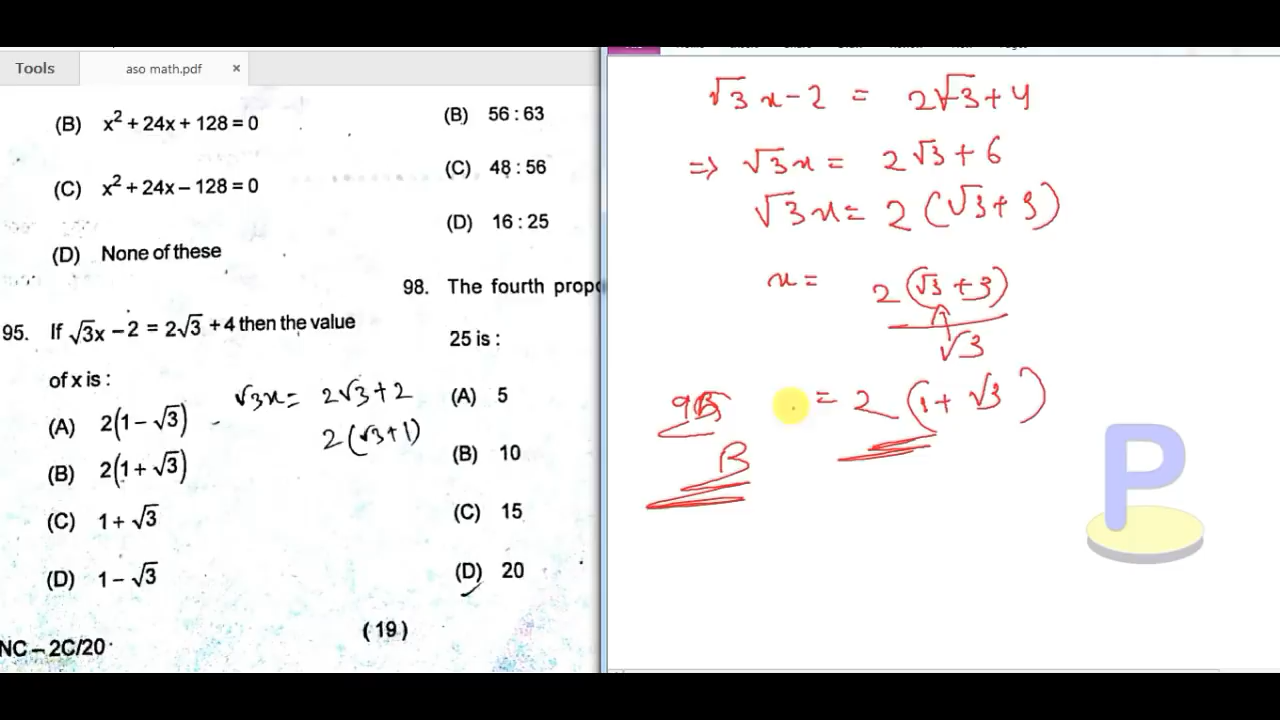 Tools
aso math.pdf ×
(B) x² + 24x + 128 = 0
(C) x² + 24x – 128 = 0
(D) None of these
95. If √3x – 2 = 2√3 + 4 then the value
of x is :
(A) 2(1 – √3)
(B) 2(1 + √3)
(C) 1 + √3
(D) 1 – √3
NC – 2C/20
√3x = 2√3 + 2
2(√3 + 1)
(B) 56 : 63
(C) 48 : 56
(D) 16 : 25
98. The fourth propo
25 is :
(A) 5
(B) 10
(C) 15
(D) 20
(19)
√3x – 2 = 2√3 + 4
⇒ √3x = 2√3 + 6
√3x = 2(√3 + 3)
x = 2(√3 + 3)
√3
= 2(1 + √3)
95
B
P